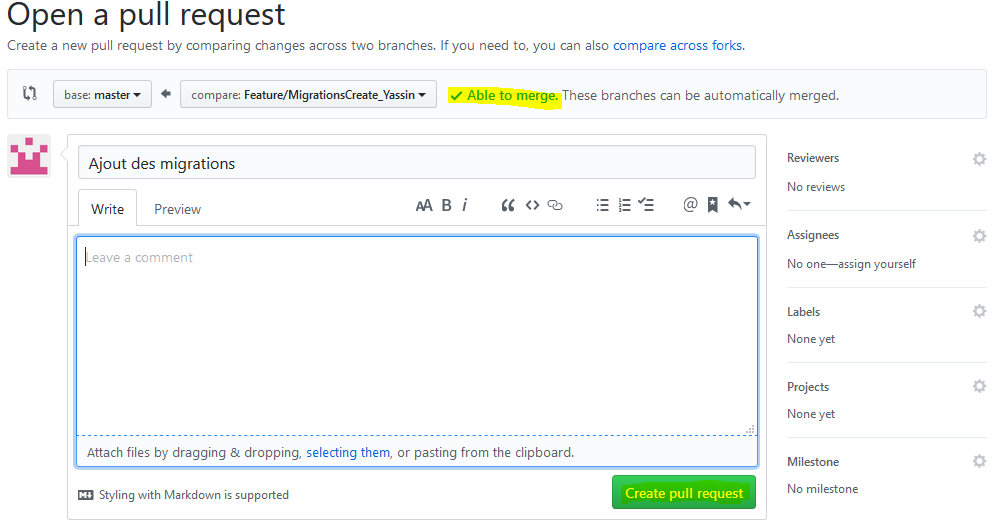 Open a pull request
Create a new pull request by comparing changes across two branches. If you need to, you can also compare across forks.
base: master
compare: Feature/MigrationsCreate_Yassin
Able to merge. These branches can be automatically merged.
Ajout des migrations
Write
Preview
AA B i
@
Leave a comment
Attach files by dragging & dropping, selecting them, or pasting from the clipboard.
Styling with Markdown is supported
Create pull request
Reviewers
No reviews
Assignees
No one—assign yourself
Labels
None yet
Projects
None yet
Milestone
No milestone